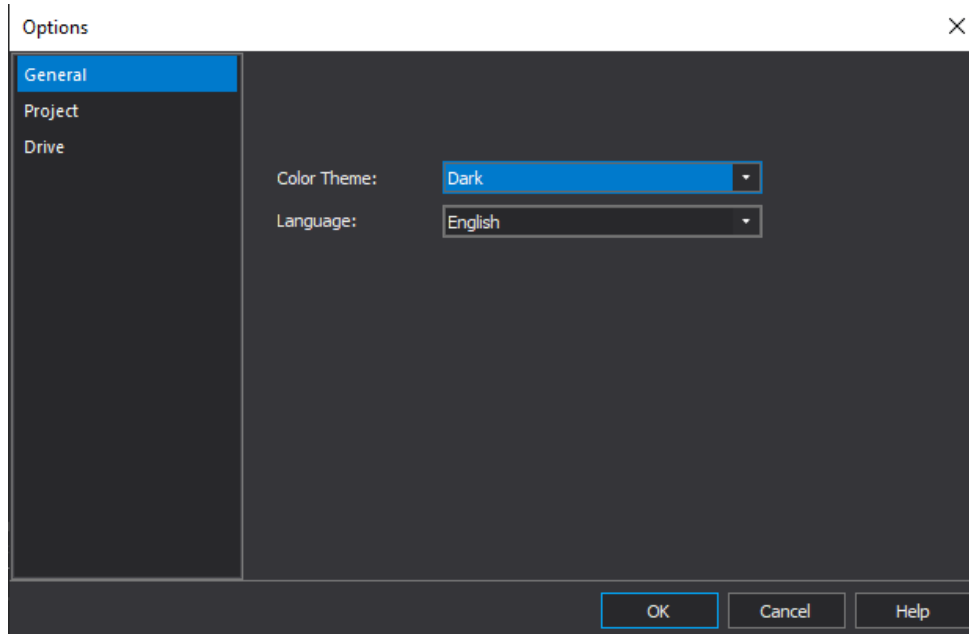 Options
General
Project
Drive
Color Theme: Dark
Language: English
OK Cancel Help